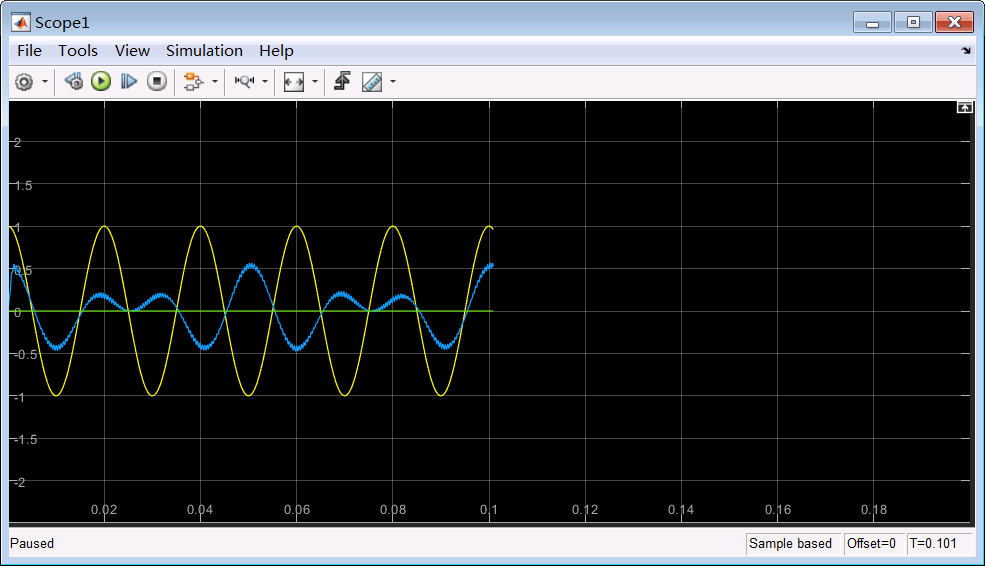 Scope1
File Tools View Simulation Help
2
1.5
1
0.5
0
-0.5
-1
-1.5
-2
0.02 0.04 0.06 0.08 0.1 0.12 0.14 0.16 0.18
Paused Sample based Offset=0 T=0.101